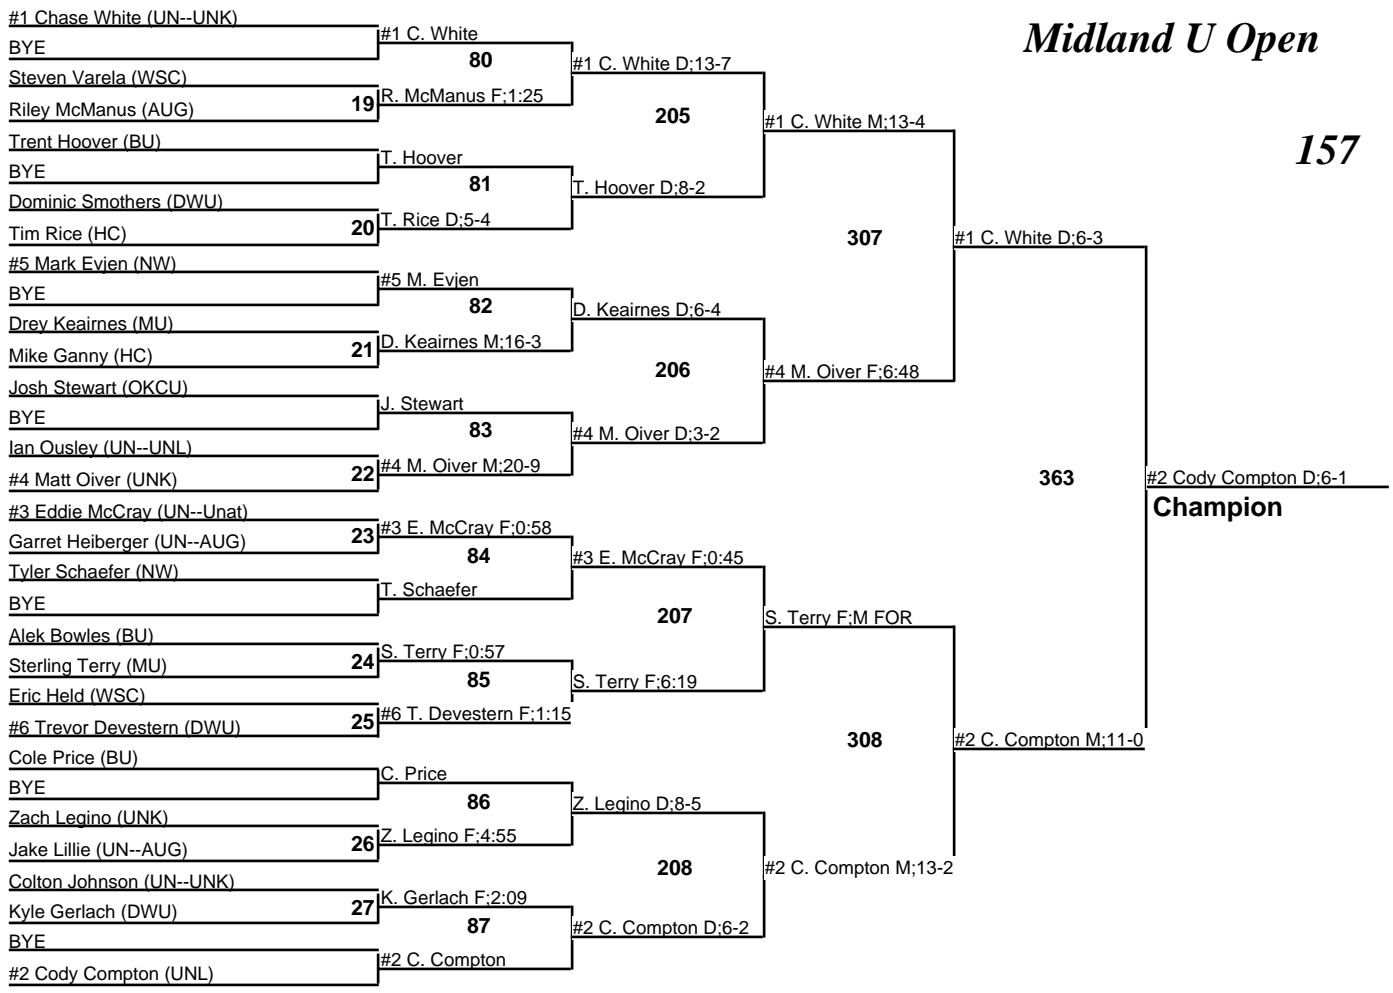 Midland U Open
157
#1 Chase White (UN--UNK)
BYE
Steven Varela (WSC)
Riley McManus (AUG)
Trent Hoover (BU)
BYE
Dominic Smothers (DWU)
Tim Rice (HC)
#5 Mark Evjen (NW)
BYE
Drey Keairnes (MU)
Mike Ganny (HC)
Josh Stewart (OKCU)
BYE
Ian Ousley (UN--UNL)
#4 Matt Oiver (UNK)
#3 Eddie McCray (UN--Unat)
Garret Heiberger (UN--AUG)
Tyler Schaefer (NW)
BYE
Alek Bowles (BU)
Sterling Terry (MU)
Eric Held (WSC)
#6 Trevor Devestern (DWU)
Cole Price (BU)
BYE
Zach Legino (UNK)
Jake Lillie (UN--AUG)
Colton Johnson (UN--UNK)
Kyle Gerlach (DWU)
BYE
#2 Cody Compton (UNL)
19
20
21
22
23
24
25
26
27
#1 C. White
80
R. McManus F;1:25
T. Hoover
81
T. Rice D;5-4
#5 M. Evjen
82
D. Keairnes M;16-3
J. Stewart
83
#4 M. Oiver M;20-9
#3 E. McCray F;0:58
84
T. Schaefer
S. Terry F;0:57
85
#6 T. Devestern F;1:15
C. Price
86
Z. Legino F;4:55
K. Gerlach F;2:09
87
#2 C. Compton
#1 C. White D;13-7
205
T. Hoover D;8-2
D. Keairnes D;6-4
206
#4 M. Oiver D;3-2
#3 E. McCray F;0:45
207
S. Terry F;6:19
Z. Legino D;8-5
208
#2 C. Compton D;6-2
#1 C. White M;13-4
307
#4 M. Oiver F;6:48
S. Terry F;M FOR
308
#2 C. Compton M;13-2
#1 C. White D;6-3
363
#2 C. Compton M;11-0
#2 Cody Compton D;6-1
Champion